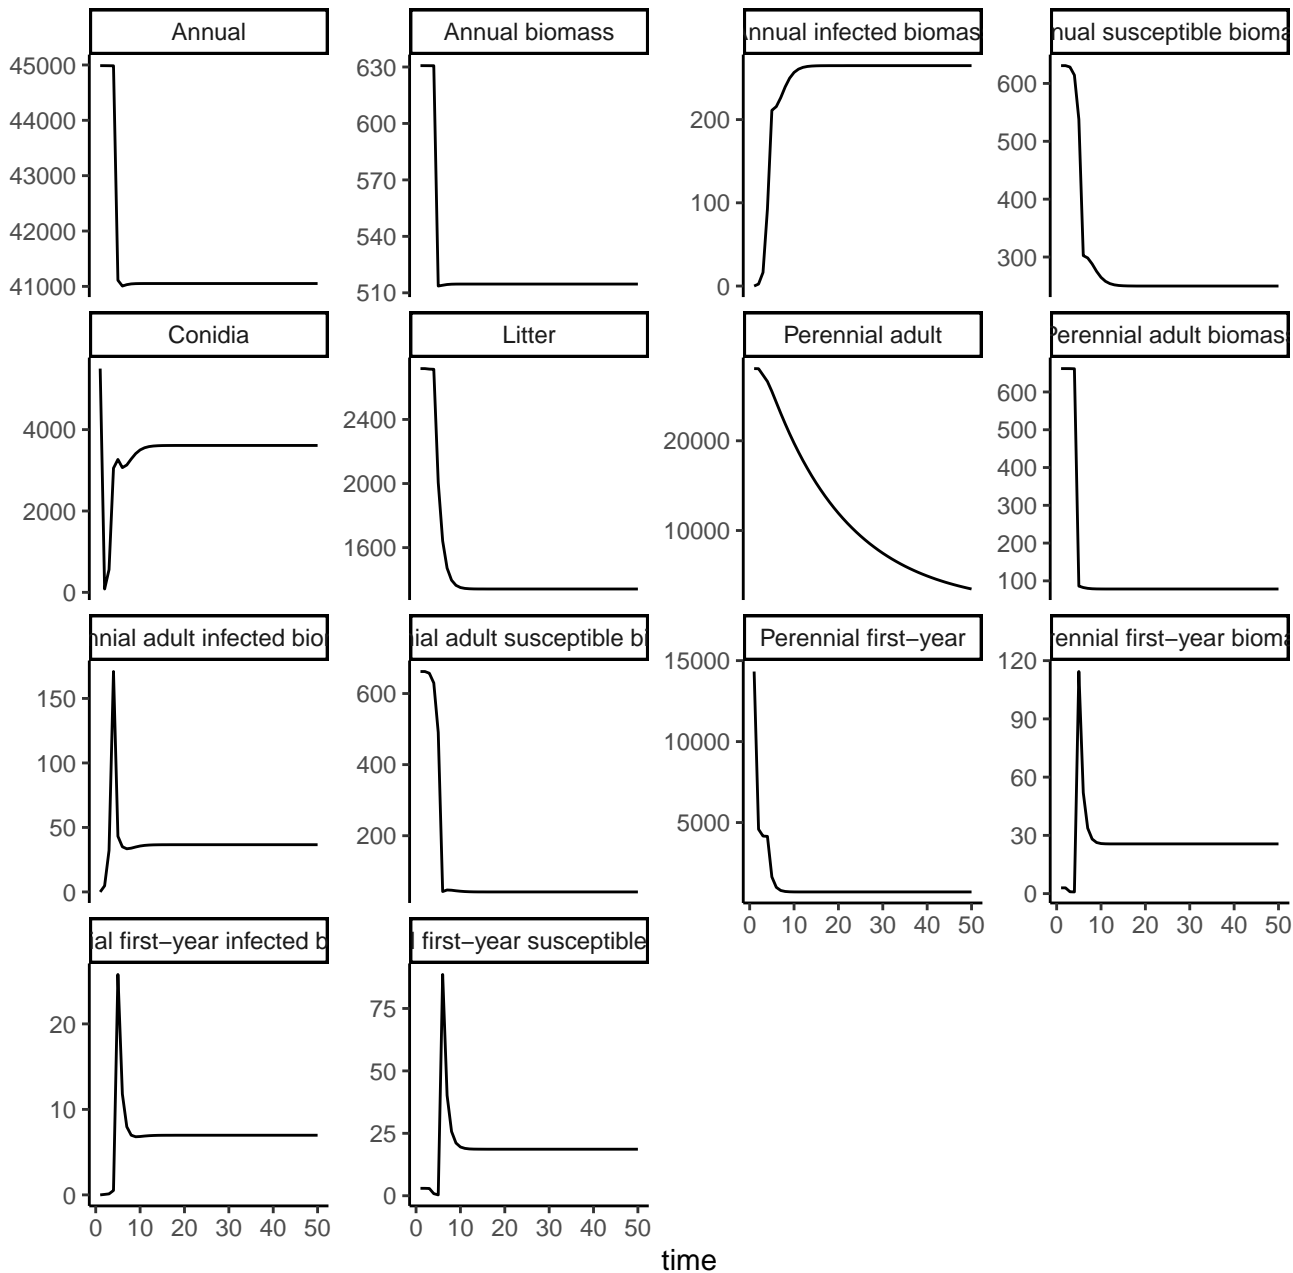 Annual
Annual biomass
Annual infected biomas
nual susceptible bioma
45000
44000
43000
42000
41000
630
600
570
540
510
200
100
0
600
500
400
300
Conidia
Litter
Perennial adult
Perennial adult biomas
4000
2000
0
2400
2000
1600
20000
10000
600
500
400
300
200
100
nnial adult infected bion
nial adult susceptible bi
Perennial first−year
rennial first−year bioma
150
100
50
0
600
400
200
15000
10000
5000
120
90
60
30
0
0 10 20 30 40 50
0 10 20 30 40 50
ial first−year infected b
l first−year susceptible
20
10
0
75
50
25
0
0 10 20 30 40 50
0 10 20 30 40 50
time